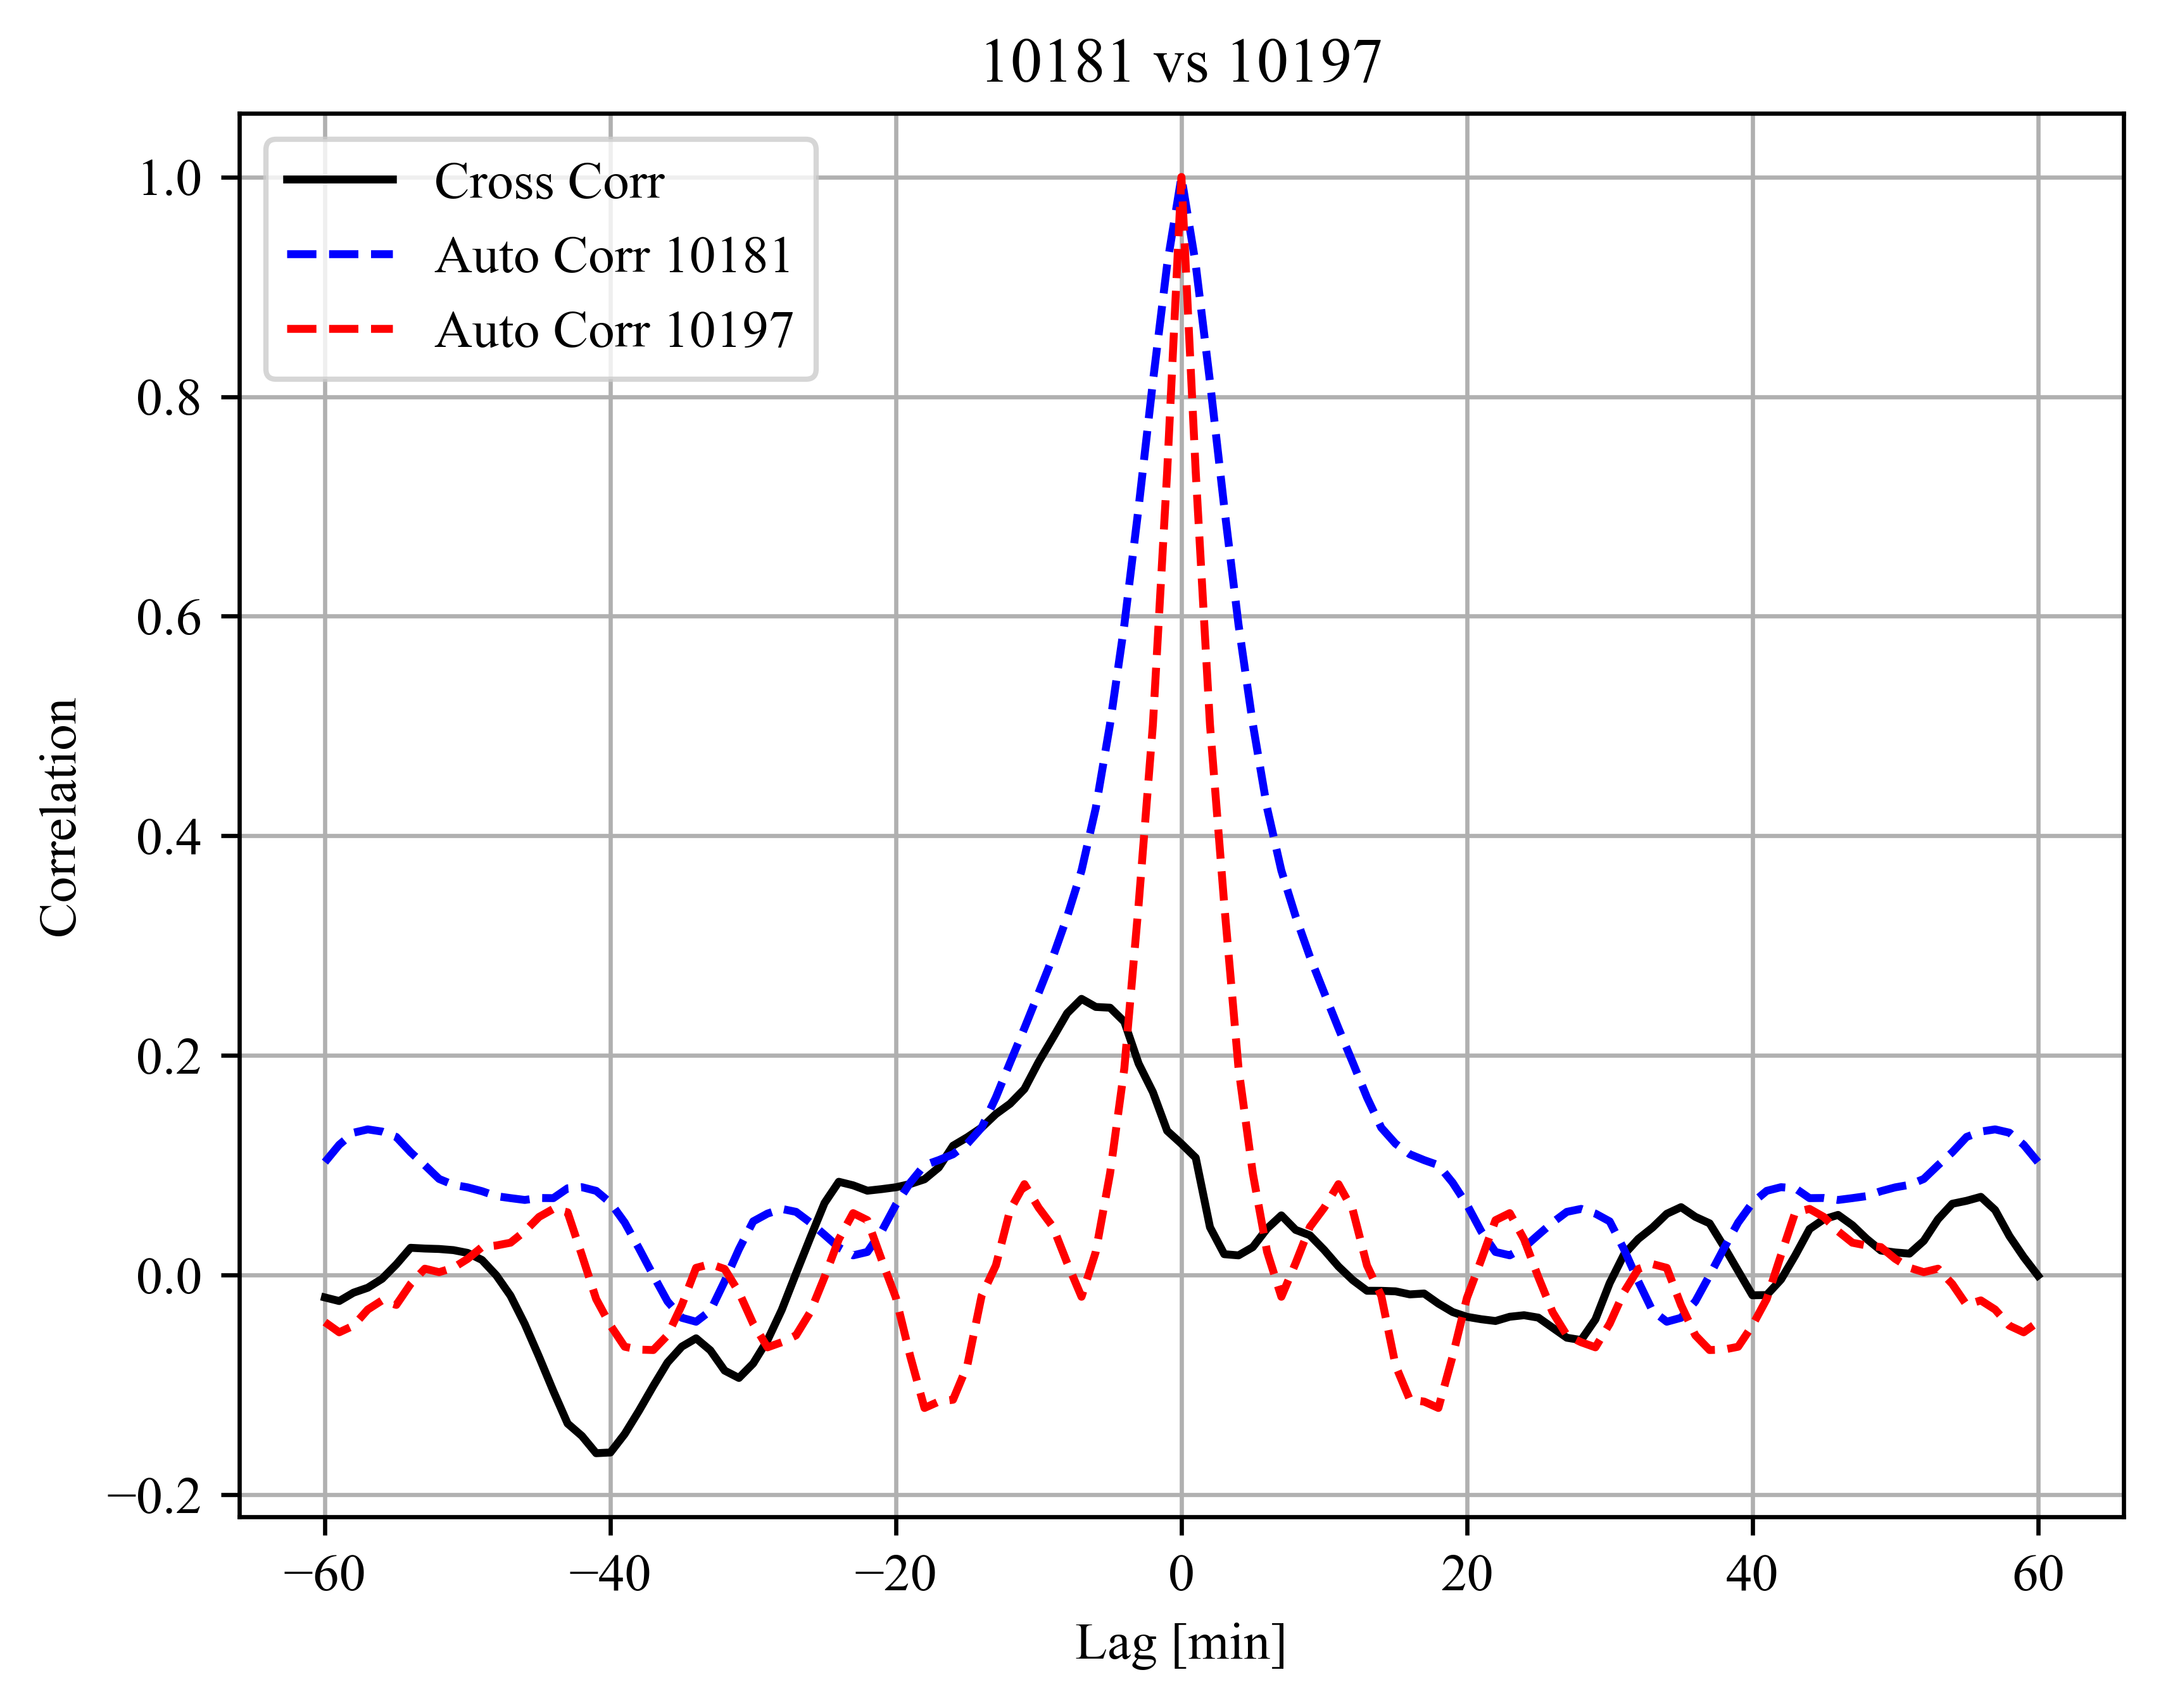 10181 vs 10197
Cross Corr
Auto Corr 10181
Auto Corr 10197
1.0
0.8
0.6
0.4
0.2
0.0
−0.2
Correlation
−60 −40 −20 0 20 40 60
Lag [min]